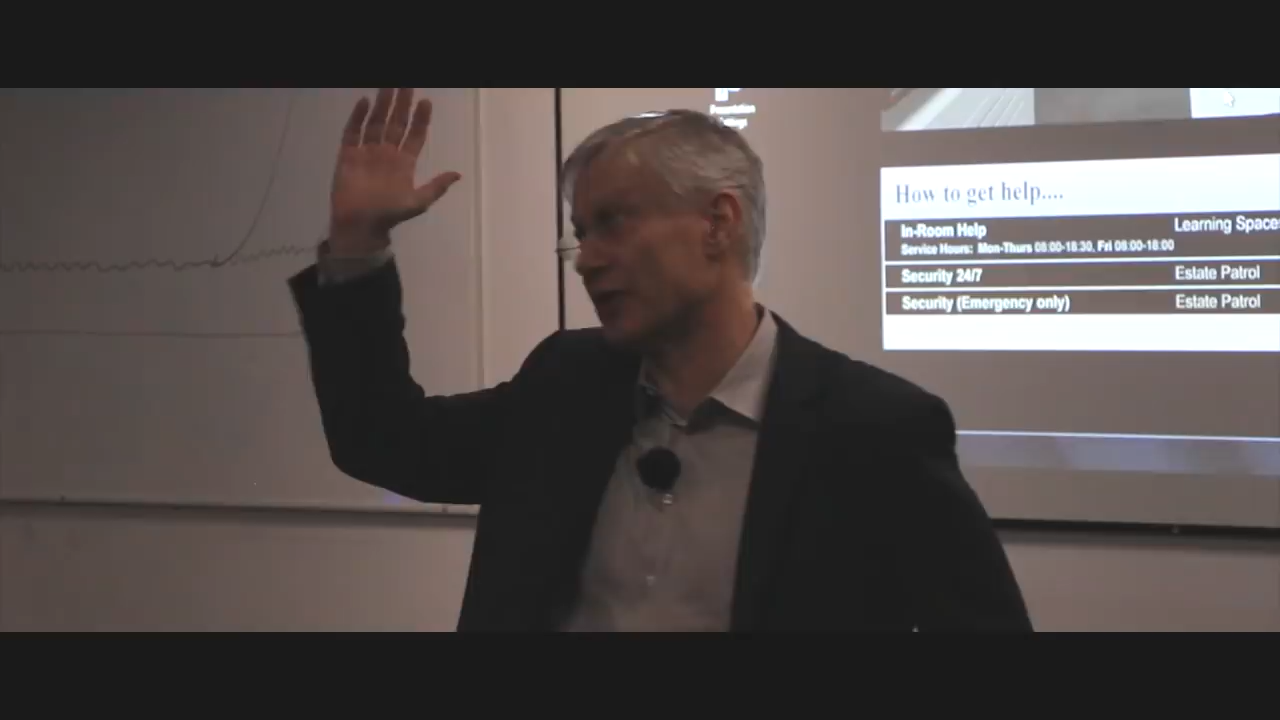 How to get help....
In-Room Help
Learning Space
Service Hours: Mon-Thurs 08:00-18:30, Fri 08:00-18:00
Security 24/7
Estate Patrol
Security (Emergency only)
Estate Patrol